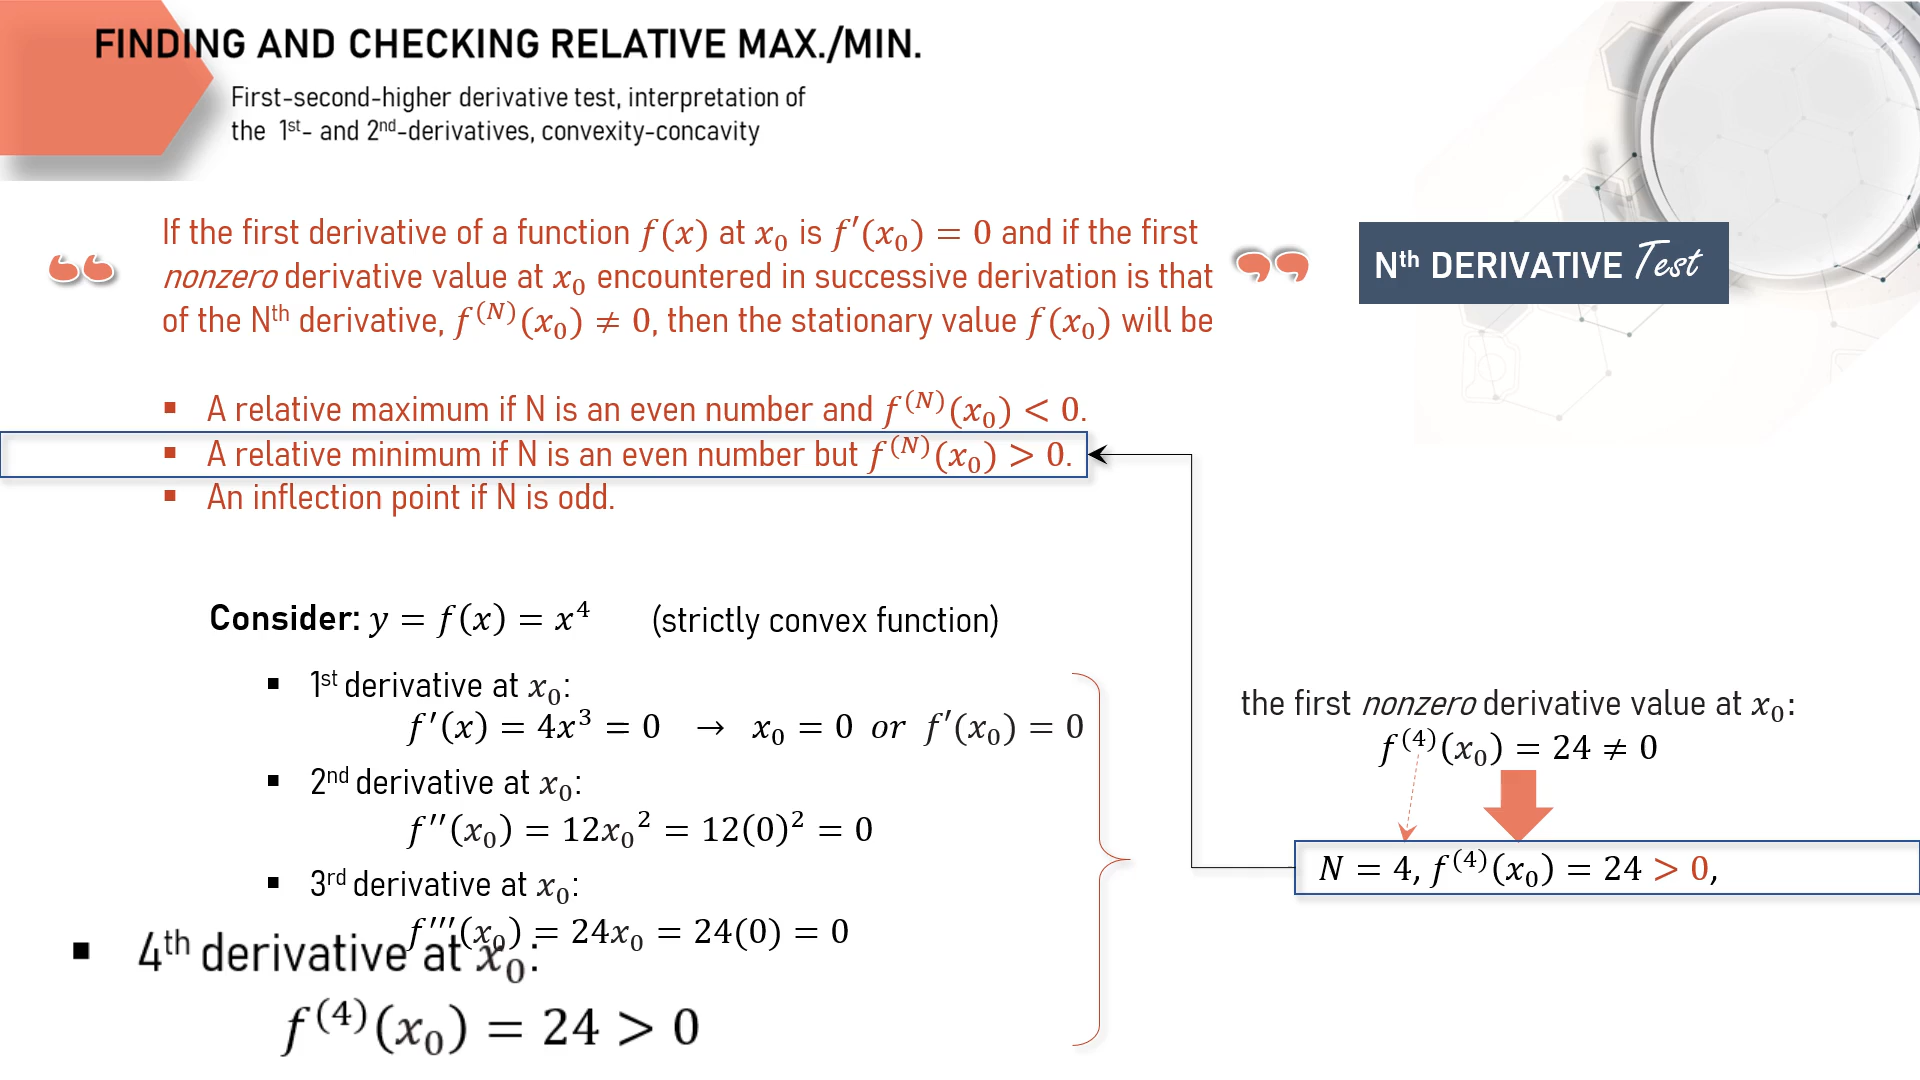 FINDING AND CHECKING RELATIVE MAX./MIN.
First-second-higher derivative test, interpretation of
the 1st- and 2nd-derivatives, convexity-concavity
“ If the first derivative of a function f(x) at x₀ is f′(x₀) = 0 and if the first
nonzero derivative value at x₀ encountered in successive derivation is that
of the Nth derivative, f⁽ᴺ⁾(x₀) ≠ 0, then the stationary value f(x₀) will be ”
Nth DERIVATIVE Test
▪ A relative maximum if N is an even number and f⁽ᴺ⁾(x₀) < 0.
▪ A relative minimum if N is an even number but f⁽ᴺ⁾(x₀) > 0.
▪ An inflection point if N is odd.
Consider: y = f(x) = x⁴ (strictly convex function)
▪ 1st derivative at x₀:
f′(x) = 4x³ = 0 → x₀ = 0 or f′(x₀) = 0
▪ 2nd derivative at x₀:
f′′(x₀) = 12x₀² = 12(0)² = 0
▪ 3rd derivative at x₀:
f′′′(x₀) = 24x₀ = 24(0) = 0
▪ 4th derivative at x₀:
f⁽⁴⁾(x₀) = 24 > 0
the first nonzero derivative value at x₀:
f⁽⁴⁾(x₀) = 24 ≠ 0
N = 4, f⁽⁴⁾(x₀) = 24 > 0,